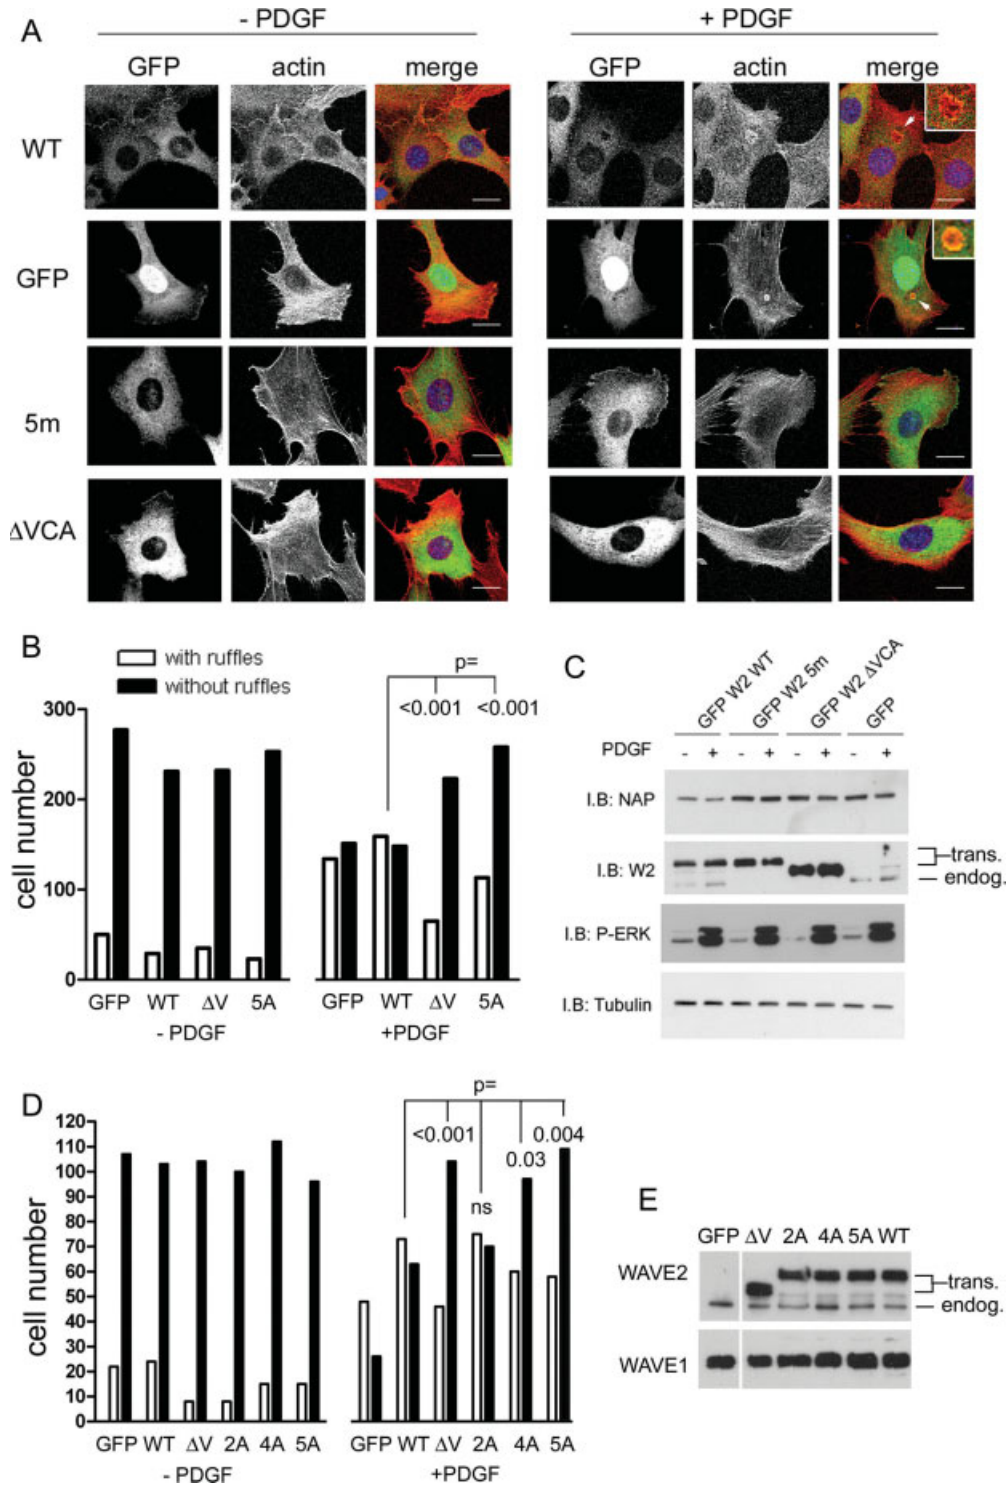 A
- PDGF
+ PDGF
GFP actin merge GFP actin merge
WT
GFP
5m
ΔVCA
B
with ruffles
without ruffles
p=
<0.001 <0.001
300
200
100
0
cell number
GFP WT ΔV 5A GFP WT ΔV 5A
- PDGF +PDGF
C
GFP W2 WT
GFP W2 5m
GFP W2 ΔVCA
GFP
PDGF - + - + - + - +
I.B: NAP
I.B: W2
trans.
endog.
I.B: P-ERK
I.B: Tubulin
D
p=
<0.001 0.004
0.03
ns
120
110
100
90
80
70
60
50
40
30
20
10
0
cell number
GFP WT ΔV 2A 4A 5A GFP WT ΔV 2A 4A 5A
- PDGF +PDGF
E
GFP ΔV 2A 4A 5A WT
WAVE2
trans.
endog.
WAVE1